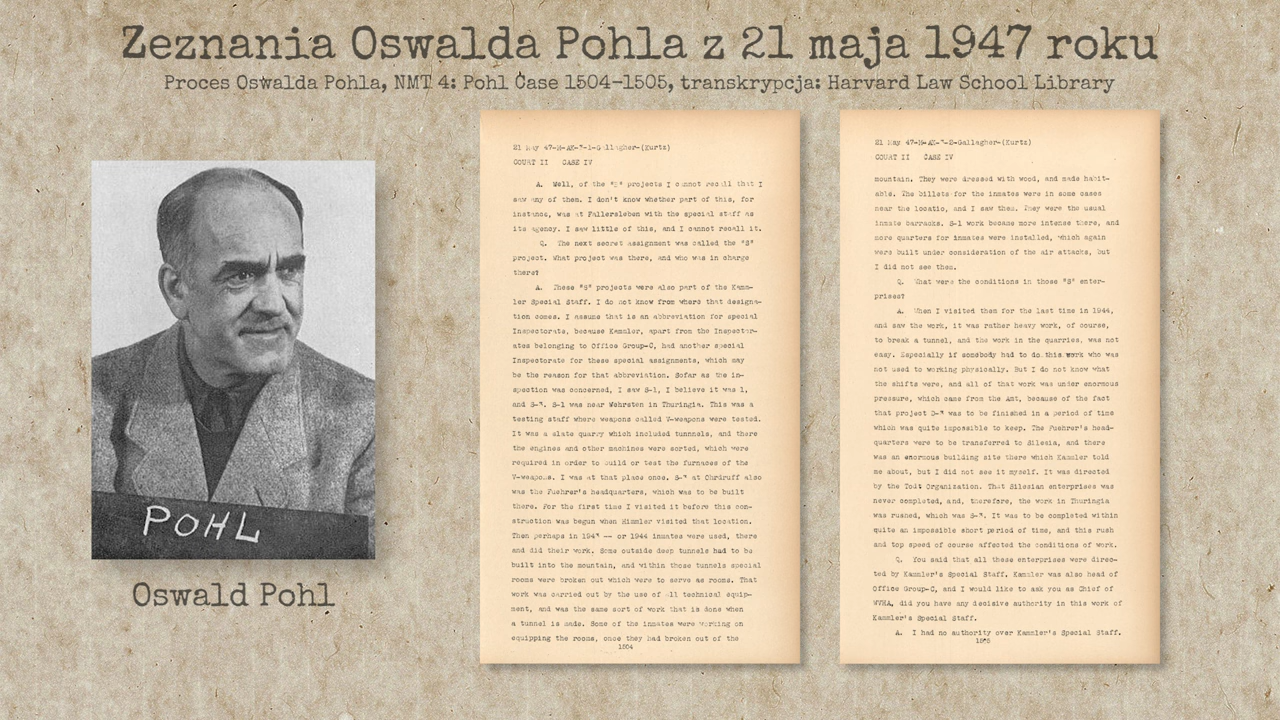 Zeznania Oswalda Pohla z 21 maja 1947 roku
Proces Oswalda Pohla, NMT 4: Pohl Case 1504-1505, transkrypcja: Harvard Law School Library
POHL
Oswald Pohl
21 May 47-M-AK-7-1-Gallagher-(Kurtz)
COURT II CASE IV
A. Well, of the "B" projects I cannot recall that I
saw any of them. I don't know whether part of this, for
instance, was at Fallersleben with the special staff as
its agency. I saw little of this, and I cannot recall it.
Q. The next secret assignment was called the "S"
project. What project was there, and who was in charge
there?
A. These "S" projects were also part of the Kamm-
ler Special Staff. I do not know from where that designa-
tion comes. I assume that is an abbreviation for special
Inspectorate, because Kammler, apart from the Inspector-
ates belonging to Office Group-C, had another special
Inspectorate for these special assignments, which may
be the reason for that abbreviation. Sofar as the in-
spection was concerned, I saw S-1, I believe it was 1,
and S-3. S-1 was near Wehrsten in Thuringia. This was a
testing staff where weapons called V-weapons were tested.
It was a slate quarry which included tunnnels, and there
the engines and other machines were sorted, which were
required in order to build or test the furnaces of the
V-weapons. I was at that place once. S-3 at Ohrdruff also
was the Fuehrer's headquarters, which was to be built
there. For the first time I visited it before this con-
struction was begun when Himmler visited that location.
Then perhaps in 1943 -- or 1944 inmates were used, there
and did their work. Some outside deep tunnels had to be
built into the mountain, and within those tunnels special
rooms were broken out which were to serve as rooms. That
work was carried out by the use of all technical equip-
ment, and was the same sort of work that is done when
a tunnel is made. Some of the inmates were working on
equipping the rooms, once they had broken out of the
1504
21 May 47-M-AK-7-2-Gallagher-(Kurtz)
COURT II CASE IV
mountain. They were dressed with wood, and made habit-
able. The billets for the inmates were in some cases
near the locatio, and I saw them. They were the usual
inmate barracks. S-1 work became more intense there, and
more quarters for inmates were installed, which again
were built under consideration of the air attacks, but
I did not see them.
Q. What were the conditions in those "S" enter-
prises?
A. When I visited them for the last time in 1944,
and saw the work, it was rather heavy work, of course,
to break a tunnel, and the work in the quarries, was not
easy. Especially if somebody had to do this work who was
not used to working physically. But I do not know what
the shifts were, and all of that work was under enormous
pressure, which came from the Amt, because of the fact
that project was to be finished in a period of time
which was quite impossible to keep. The Fuehrer's head-
quarters were to be transferred to Silesia, and there
was an enormous building site there which Kammler told
me about, but I did not see it myself. It was directed
by the Todt Organization. That Silesian enterprises was
never completed, and, therefore, the work in Thuringia
was rushed, which was S-3. It was to be completed within
quite an impossible short period of time, and this rush
and top speed of course affected the conditions of work.
Q. You said that all these enterprises were direc-
ted by Kammler's Special Staff. Kammler was also head of
Office Group-C, and I would like to ask you as Chief of
WVHA, did you have any decisive authority in this work of
Kammler's Special Staff.
A. I had no authority over Kammler's Special Staff.
1505